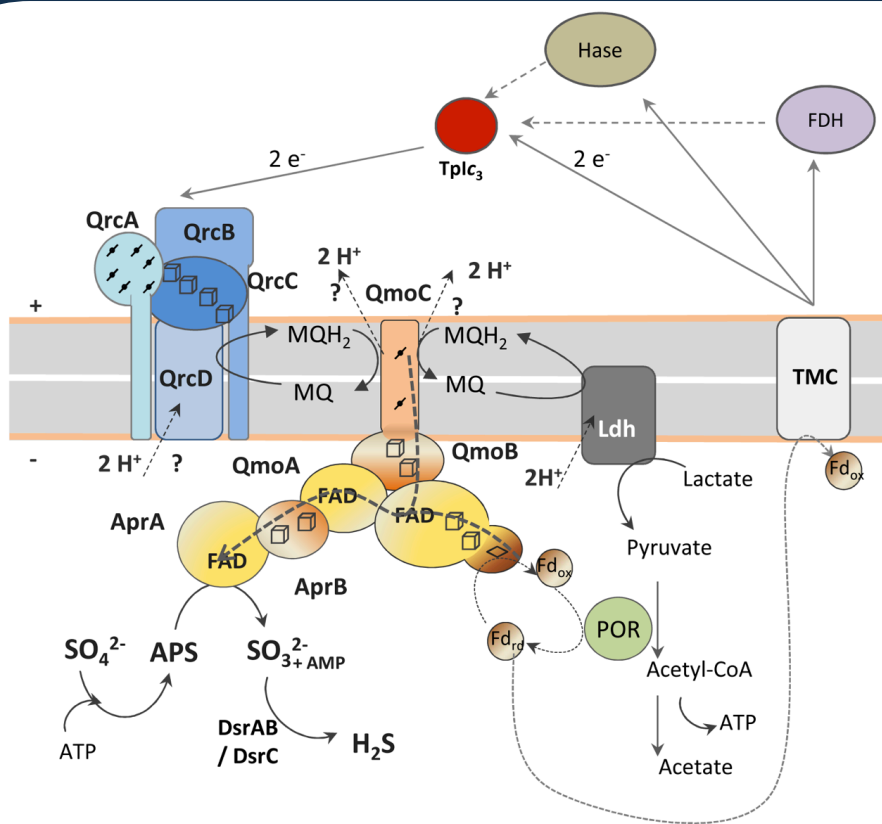 Hase
FDH
TpIc₃
2 e⁻
2 e⁻
QrcA
QrcB
QrcC
QrcD
2 H⁺
?
QmoC
2 H⁺
?
+
MQH₂
MQ
MQH₂
MQ
TMC
Ldh
-
2 H⁺
?
QmoA
QmoB
2H⁺
Lactate
Fdₒₓ
FAD
FAD
AprA
FAD
AprB
Fdₒₓ
Pyruvate
Fd_rd
POR
SO₄²⁻
APS
SO₃²⁻ + AMP
Acetyl-CoA
ATP
ATP
DsrAB
/ DsrC
H₂S
Acetate